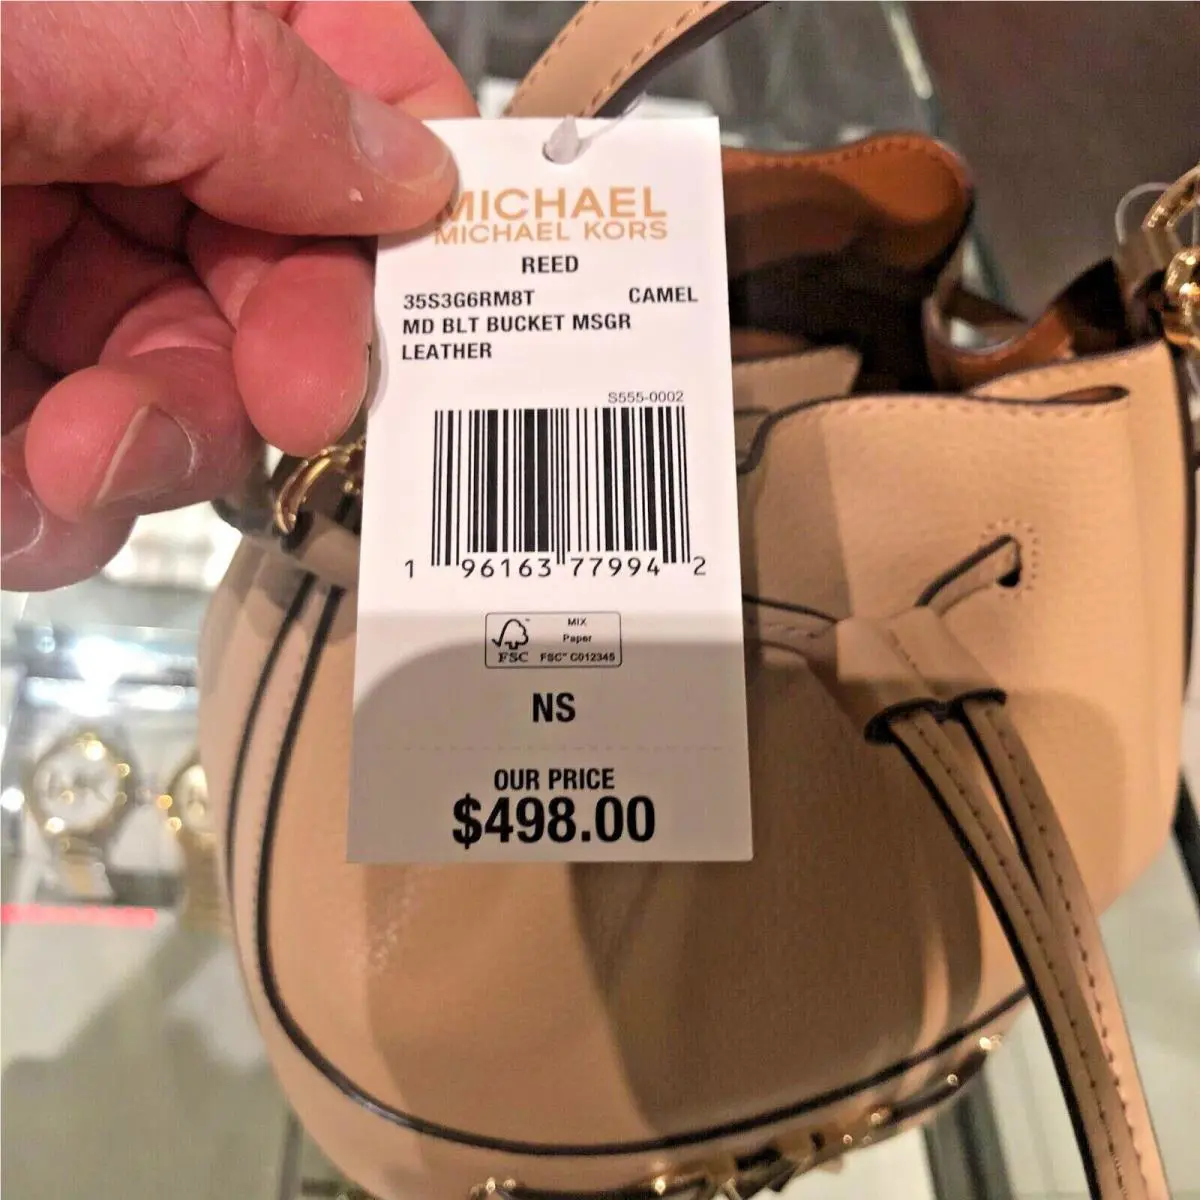 MICHAEL
MICHAEL KORS
REED
35S3G6RM8T CAMEL
MD BLT BUCKET MSGR
LEATHER
S555-0002
1 96163 77994 2
MIX
Paper
FSC FSC™ C012345
NS
OUR PRICE
$498.00